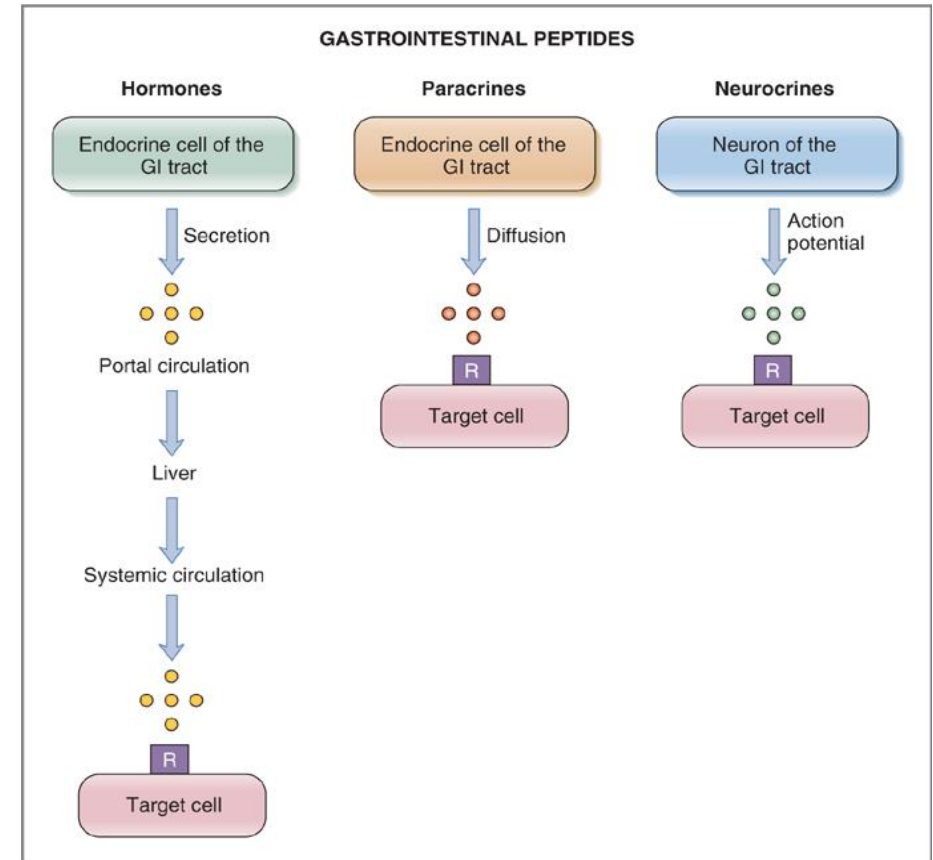 GASTROINTESTINAL PEPTIDES
Hormones
Endocrine cell of the
GI tract
Secretion
Portal circulation
Liver
Systemic circulation
R
Target cell
Paracrines
Endocrine cell of the
GI tract
Diffusion
R
Target cell
Neurocrines
Neuron of the
GI tract
Action
potential
R
Target cell